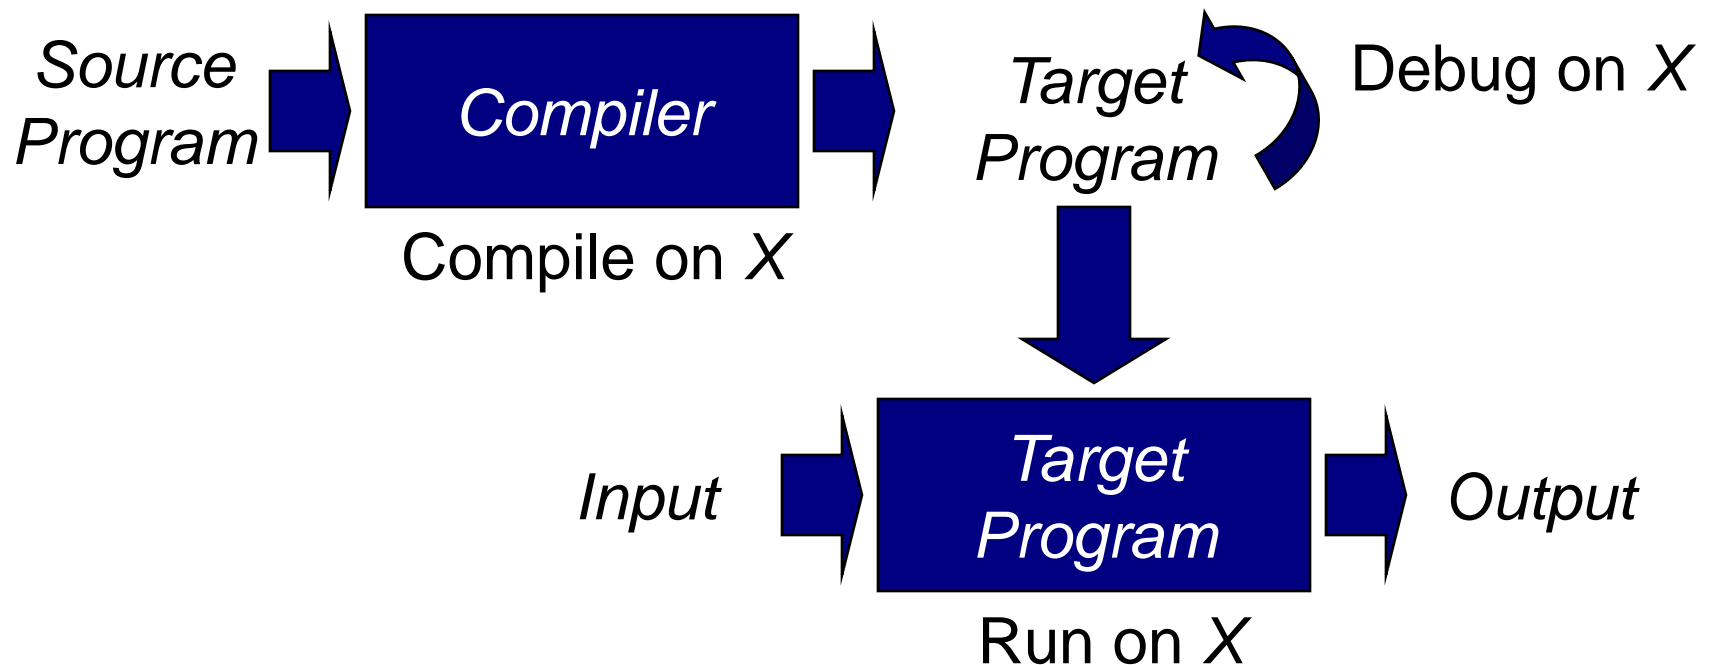 Source
Program
Compiler
Compile on X
Target
Program
Debug on X
Input
Target
Program
Output
Run on X